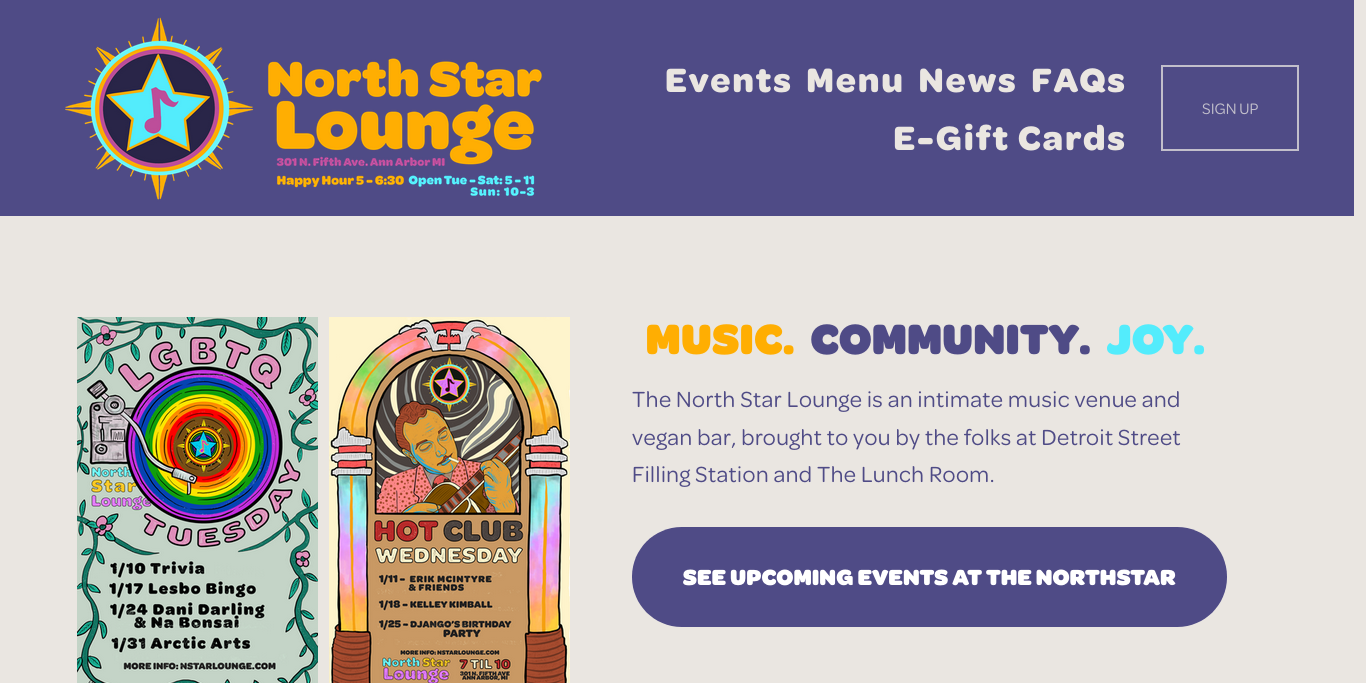 North Star
Lounge
301 N. Fifth Ave. Ann Arbor MI
Happy Hour 5 - 6:30 Open Tue - Sat: 5 - 11
Sun: 10-3
Events Menu News FAQs
E-Gift Cards
SIGN UP
LGBTQ
North
Star
Lounge
TUESDAY
1/10 Trivia
1/17 Lesbo Bingo
1/24 Dani Darling
& Na Bonsai
1/31 Arctic Arts
MORE INFO: NSTARLOUNGE.COM
HOT CLUB
WEDNESDAY
1/11 - ERIK MCINTYRE
& FRIENDS
1/18 - KELLEY KIMBALL
1/25 - DJANGO'S BIRTHDAY
PARTY
MORE INFO: NSTARLOUNGE.COM
North Star
Lounge
7 TIL 10
301 N. FIFTH AVE
ANN ARBOR, MI
MUSIC. COMMUNITY. JOY.
The North Star Lounge is an intimate music venue and
vegan bar, brought to you by the folks at Detroit Street
Filling Station and The Lunch Room.
SEE UPCOMING EVENTS AT THE NORTHSTAR